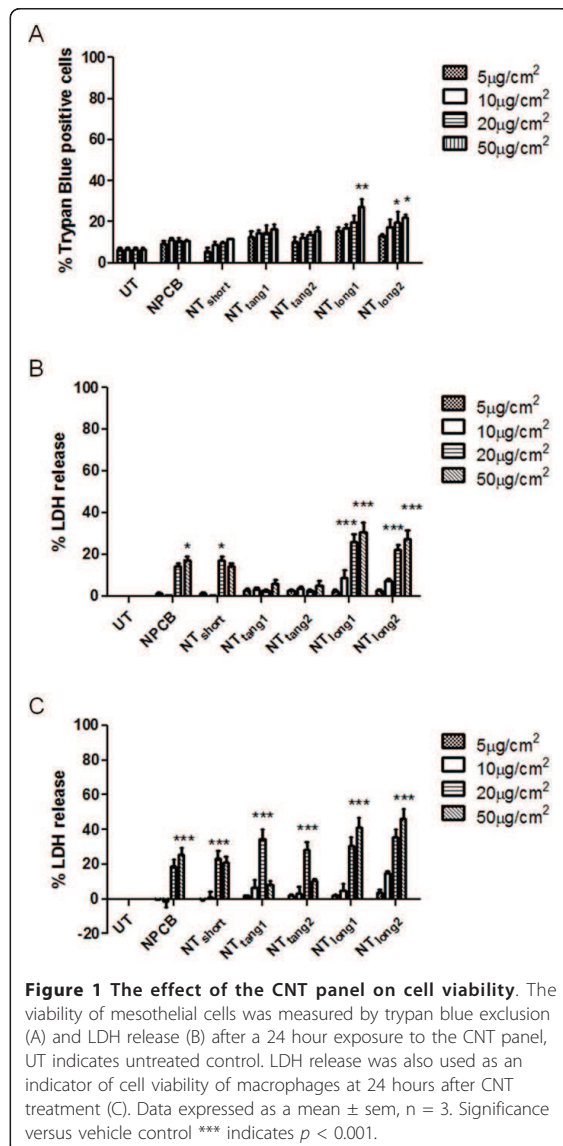 A
% Trypan Blue positive cells
100
80
60
40
20
0
** * *
UT NPCB NT short NT tang1 NT tang2 NT long1 NT long2
5µg/cm²
10µg/cm²
20µg/cm²
50µg/cm²
B
% LDH release
100
80
60
40
20
0
* * *** *** *** ***
UT NPCB NT short NT tang1 NT tang2 NT long1 NT long2
5µg/cm²
10µg/cm²
20µg/cm²
50µg/cm²
C
% LDH release
100
80
60
40
20
0
-20
*** *** *** *** *** ***
UT NPCB NT short NT tang1 NT tang2 NT long1 NT long2
5µg/cm²
10µg/cm²
20µg/cm²
50µg/cm²
Figure 1 The effect of the CNT panel on cell viability. The
viability of mesothelial cells was measured by trypan blue exclusion
(A) and LDH release (B) after a 24 hour exposure to the CNT panel,
UT indicates untreated control. LDH release was also used as an
indicator of cell viability of macrophages at 24 hours after CNT
treatment (C). Data expressed as a mean ± sem, n = 3. Significance
versus vehicle control *** indicates p < 0.001.